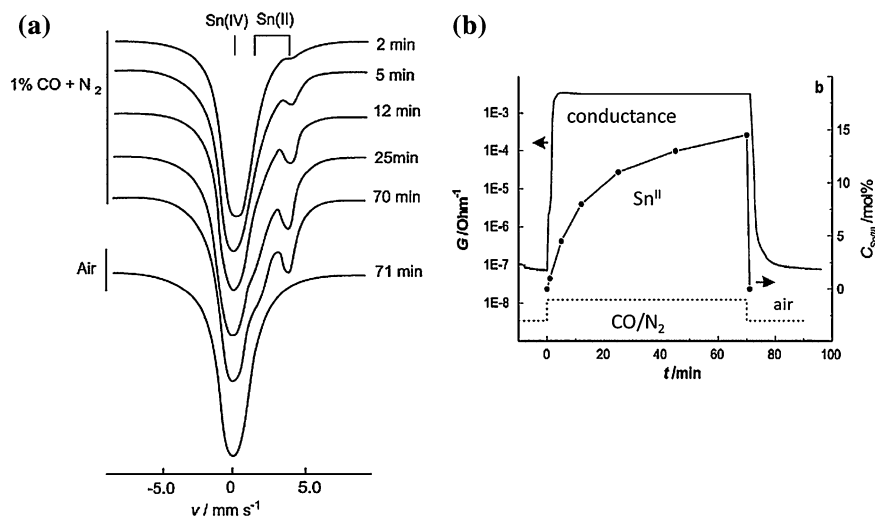 (a)
Sn(IV) Sn(II)
1% CO + N2
2 min
5 min
12 min
25min
70 min
Air
71 min
-5.0 0 5.0
v / mm s-1
(b)
b
G /Ohm-1
1E-3
1E-4
1E-5
1E-6
1E-7
1E-8
conductance
SnII
CO/N2
air
20
15
10
5
0
/mol%
0 20 40 60 80 100
t /min